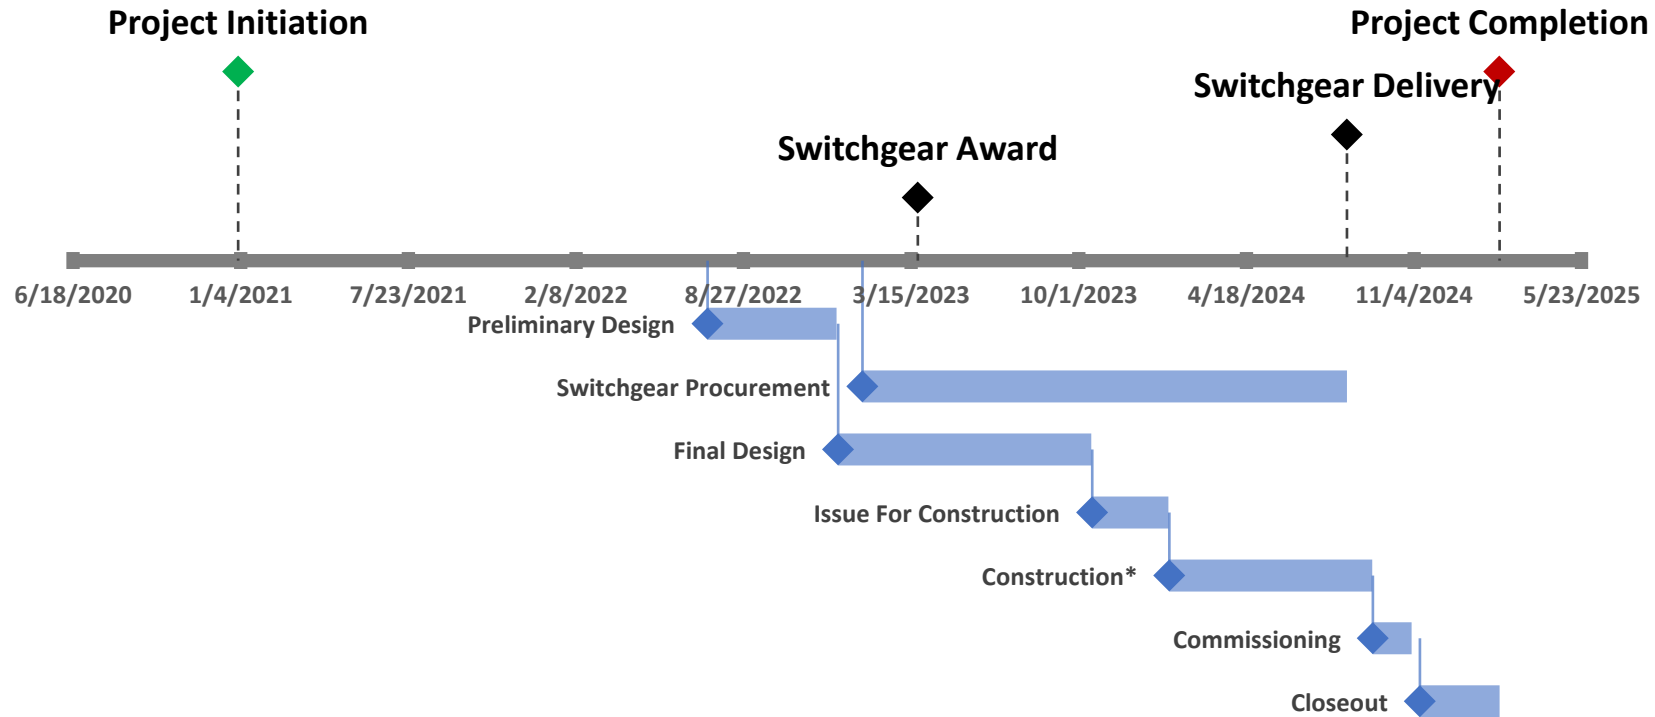 Project Initiation
Project Completion
Switchgear Delivery
Switchgear Award
6/18/2020
1/4/2021
7/23/2021
2/8/2022
8/27/2022
3/15/2023
10/1/2023
4/18/2024
11/4/2024
5/23/2025
Preliminary Design
Switchgear Procurement
Final Design
Issue For Construction
Construction*
Commissioning
Closeout